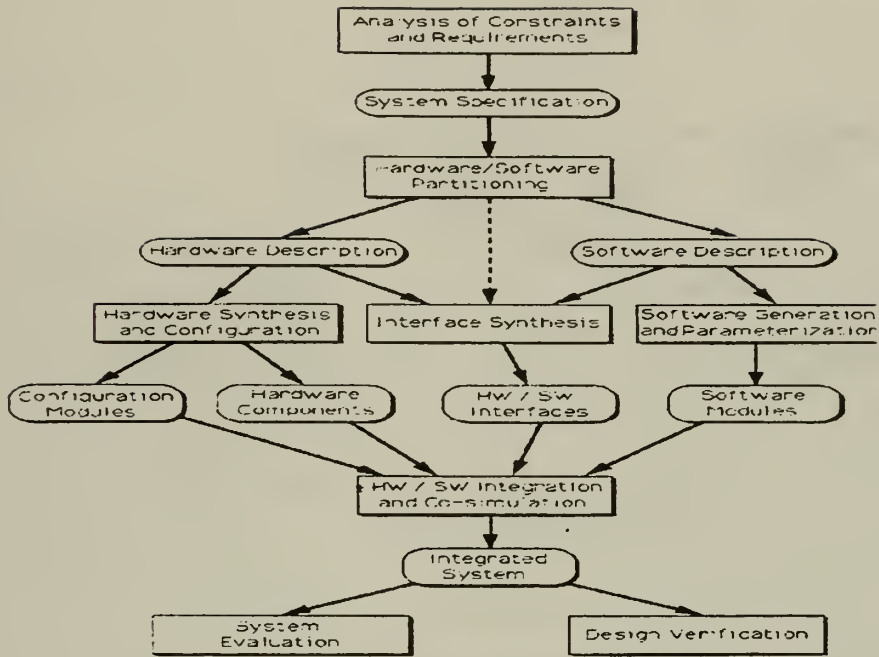 Analysis of Constraints
and Requirements
System Specification
Hardware/Software
Partitioning
Hardware Description
Software Description
Hardware Synthesis
and Configuration
Interface Synthesis
Software Generation
and Parameterization
Configuration
Modules
Hardware
Components
HW / SW
Interfaces
Software
Modules
HW / SW Integration
and Co-simulation
Integrated
System
System
Evaluation
Design Verification